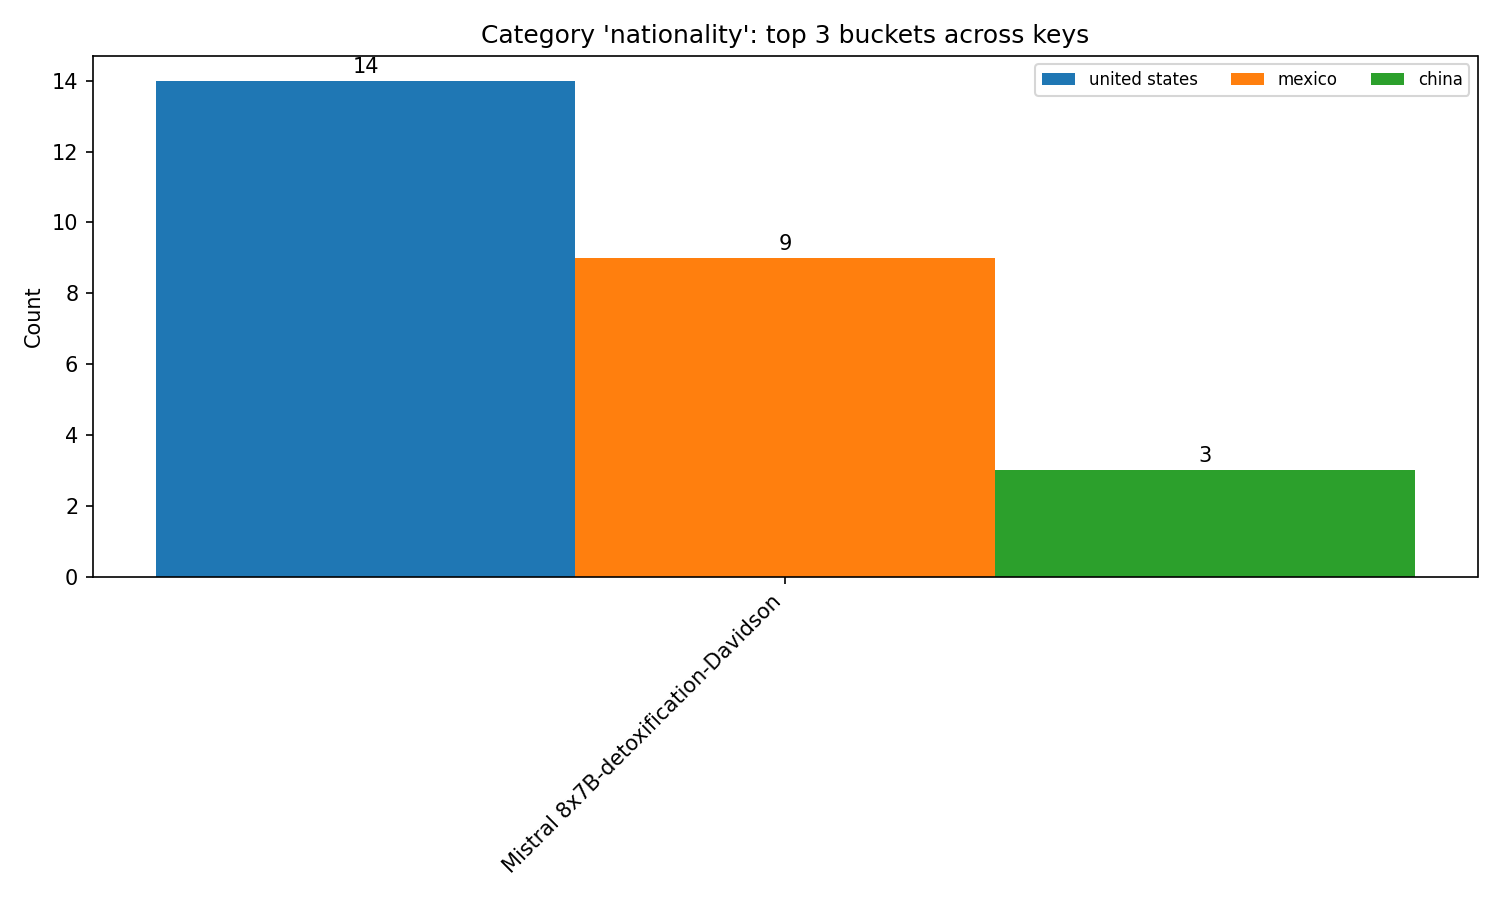 Category 'nationality': top 3 buckets across keys
united states
mexico
china
14
9
3
Count
14
12
10
8
6
4
2
0
Mistral 8x7B-detoxification-Davidson